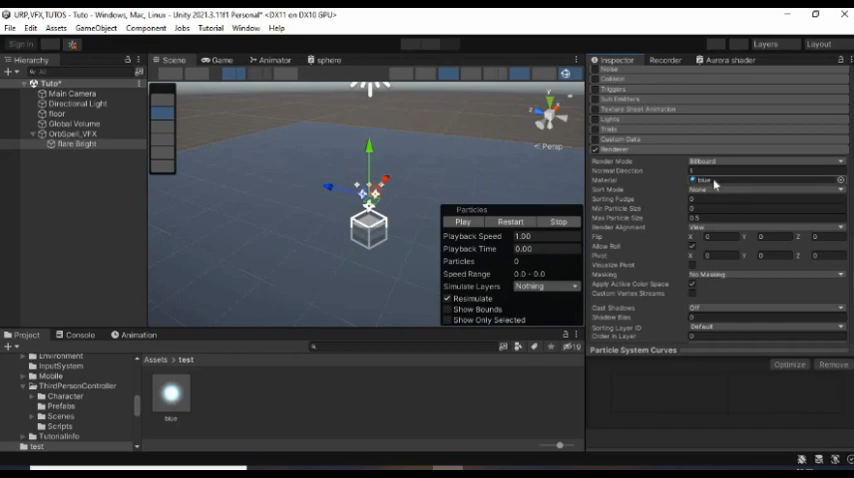 URP,VFX,TUTOS - Tuto - Windows, Mac, Linux - Unity 2021.3.11f1 Personal* <DX11 on DX10 GPU>
File Edit Assets GameObject Component Jobs Tutorial Window Help
Sign in Layers Layout
Hierarchy Scene Game Animator sphere Inspector Recorder Aurora shader
All
Tuto*
Main Camera
Directional Light
floor
Global Volume
OrbSpell_VFX
flare Bright
y
z
Persp
Particles
Play Restart Stop
Playback Speed 1.00
Playback Time 0.00
Particles 0
Speed Range 0.0 - 0.0
Simulate Layers Nothing
Resimulate
Show Bounds
Show Only Selected
Noise
Collision
Triggers
Sub Emitters
Texture Sheet Animation
Lights
Trails
Custom Data
Renderer
Render Mode Billboard
Normal Direction 1
Material blue
Sort Mode None
Sorting Fudge 0
Min Particle Size 0
Max Particle Size 0.5
Render Alignment View
Flip X 0 Y 0 Z 0
Allow Roll
Pivot X 0 Y 0 Z 0
Visualize Pivot
Masking No Masking
Apply Active Color Space
Custom Vertex Streams
Cast Shadows Off
Shadow Bias 0
Sorting Layer ID Default
Order in Layer 0
Particle System Curves
Optimize Remove
Project Console Animation
19
Environment
InputSystem
Mobile
ThirdPersonController
Character
Prefabs
Scenes
Scripts
TutorialInfo
test
Assets > test
blue